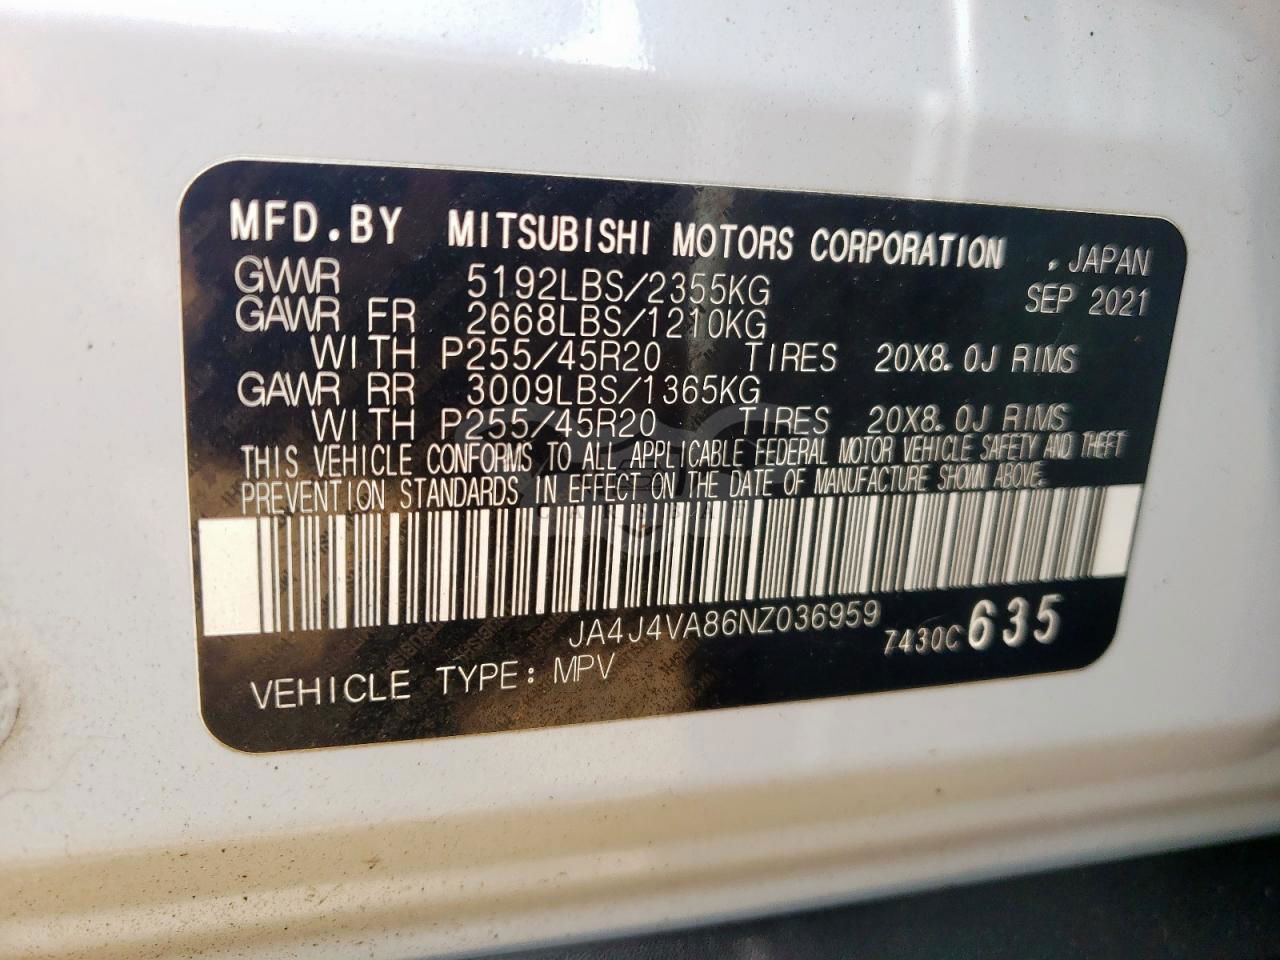 MFD.BY MITSUBISHI MOTORS CORPORATION , JAPAN
GVWR 5192LBS/2355KG SEP 2021
GAWR FR 2668LBS/1210KG
WITH P255/45R20 TIRES 20X8.0J RIMS
GAWR RR 3009LBS/1365KG
WITH P255/45R20 TIRES 20X8.0J RIMS
THIS VEHICLE CONFORMS TO ALL APPLICABLE FEDERAL MOTOR VEHICLE SAFETY AND THEFT
PREVENTION STANDARDS IN EFFECT ON THE DATE OF MANUFACTURE SHOWN ABOVE.
JA4J4VA86NZ036959 7430C635
VEHICLE TYPE: MPV